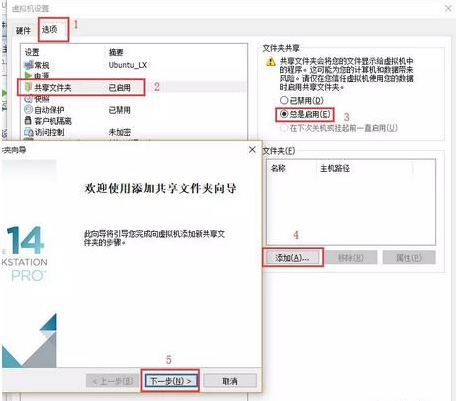 虚拟机设置
硬件 选项 1
设置 摘要
常规 Ubuntu_LX
电源
共享文件夹 已启用 2
快照
自动保护 已禁用
客户机隔离
访问控制 未加密
文件夹共享
共享文件夹会将您的文件显示给虚拟机中
的程序。这可能为您的计算机和数据带来
风险。请仅在您信任虚拟机使用您的数据
时启用共享文件夹。
已禁用(D)
总是启用(E) 3
在下次关机或挂起前一直启用(U)
文件夹(F)
名称 主机路径
4
添加(A)... 移除(R) 属性(P)
夹向导
欢迎使用添加共享文件夹向导
此向导将引导您完成向虚拟机添加新共享文
件夹的步骤。
14
KSTATION
PRO™
5
< 上一步(B) 下一步(N) > 取消